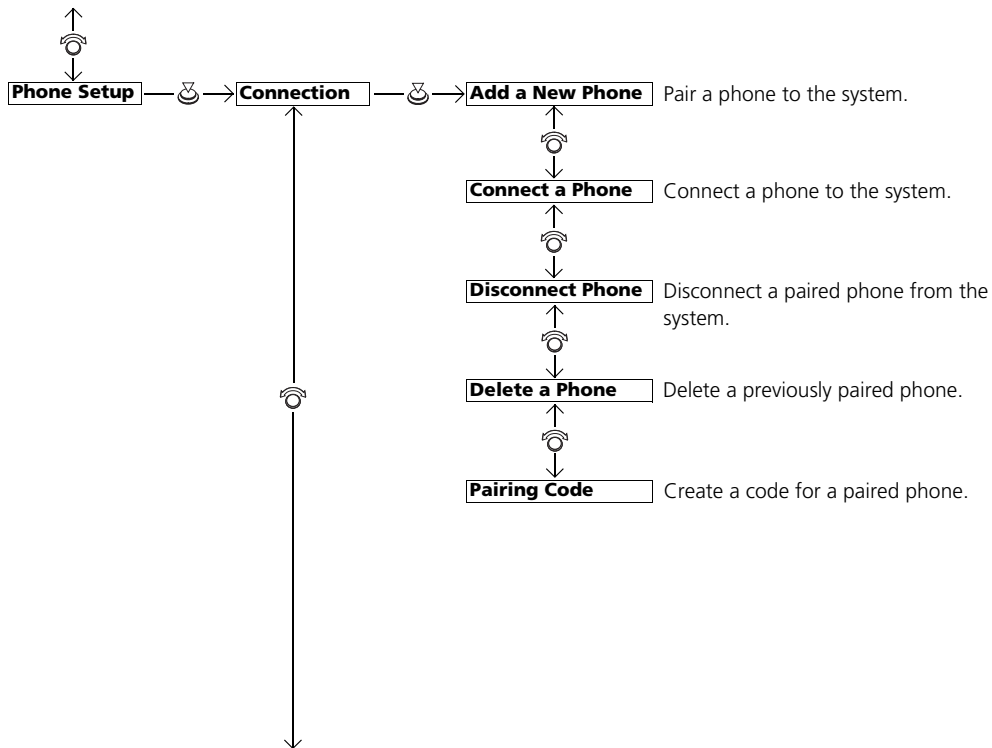 Phone Setup
Connection
Add a New Phone
Pair a phone to the system.
Connect a Phone
Connect a phone to the system.
Disconnect Phone
Disconnect a paired phone from the
system.
Delete a Phone
Delete a previously paired phone.
Pairing Code
Create a code for a paired phone.